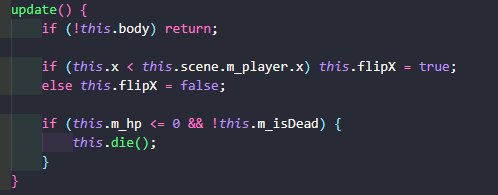 update() {
    if (!this.body) return;

    if (this.x < this.scene.m_player.x) this.flipX = true;
    else this.flipX = false;

    if (this.m_hp <= 0 && !this.m_isDead) {
        this.die();
    }
}